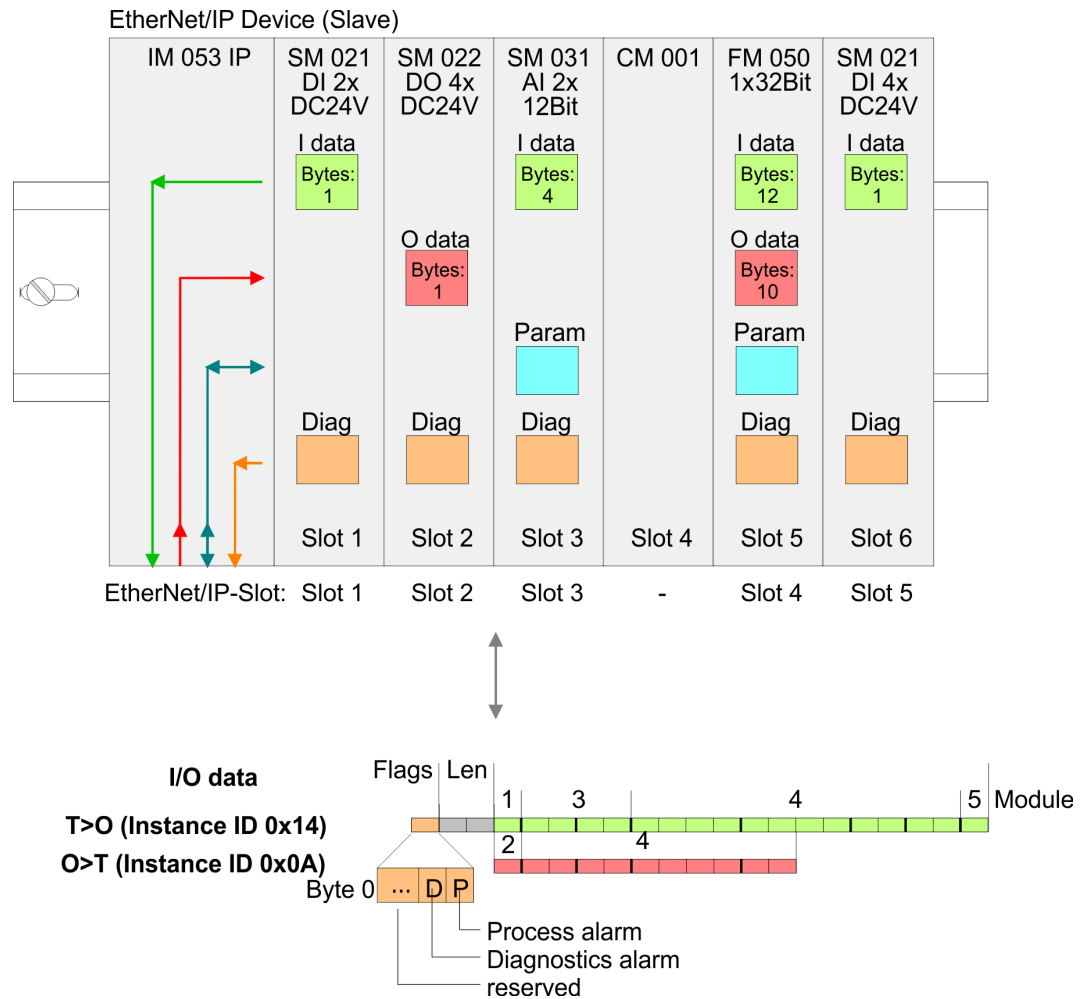 EtherNet/IP Device (Slave)
IM 053 IP
SM 021
DI 2x
DC24V
SM 022
DO 4x
DC24V
SM 031
AI 2x
12Bit
CM 001
FM 050
1x32Bit
SM 021
DI 4x
DC24V
I data
I data
I data
I data
Bytes:
1
Bytes:
4
Bytes:
12
Bytes:
1
O data
O data
Bytes:
1
Bytes:
10
Param
Param
Diag
Diag
Diag
Diag
Diag
Slot 1
Slot 2
Slot 3
Slot 4
Slot 5
Slot 6
EtherNet/IP-Slot: Slot 1 Slot 2 Slot 3 - Slot 4 Slot 5
I/O data
Flags Len
1 3 4 5 Module
T>O (Instance ID 0x14)
2 4
O>T (Instance ID 0x0A)
Byte 0 ... D P
Process alarm
Diagnostics alarm
reserved